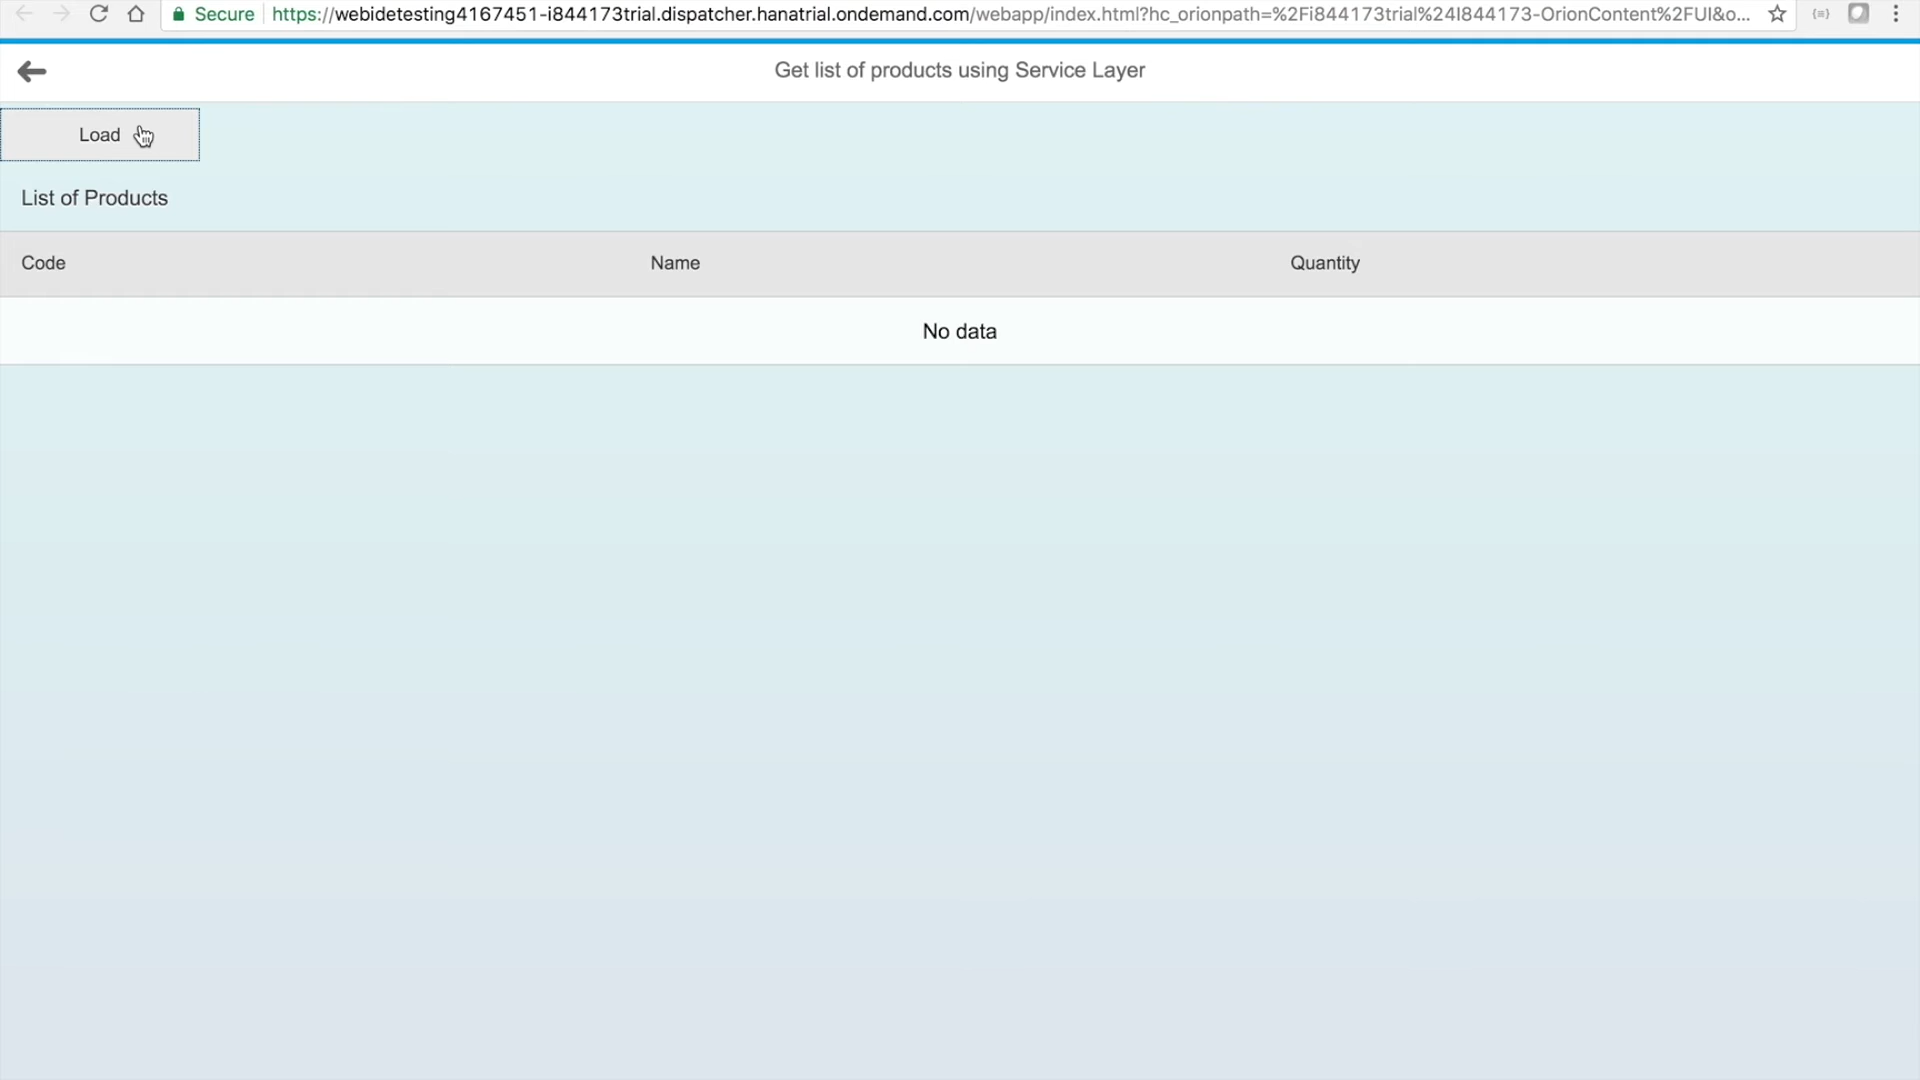 Secure https://webidetesting4167451-i844173trial.dispatcher.hanatrial.ondemand.com/webapp/index.html?hc_orionpath=%2Fi844173trial%24I844173-OrionContent%2FUI&o...
Get list of products using Service Layer
Load
List of Products
Code Name Quantity
No data